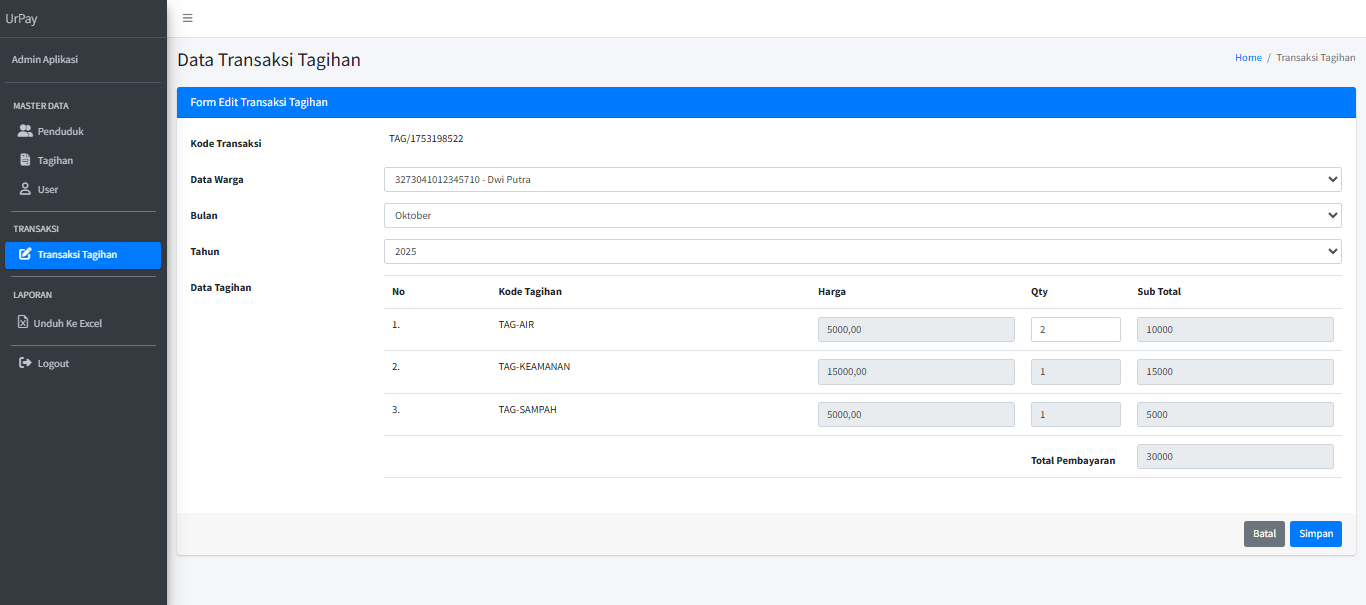 UrPay
Admin Aplikasi
MASTER DATA
Penduduk
Tagihan
User
TRANSAKSI
Transaksi Tagihan
LAPORAN
Unduh Ke Excel
Logout
Data Transaksi Tagihan
Home / Transaksi Tagihan
Form Edit Transaksi Tagihan
Kode Transaksi TAG/1753198522
Data Warga 3273041012345710 - Dwi Putra
Bulan Oktober
Tahun 2025
Data Tagihan
No Kode Tagihan Harga Qty Sub Total
1. TAG-AIR 5000,00 2 10000
2. TAG-KEAMANAN 15000,00 1 15000
3. TAG-SAMPAH 5000,00 1 5000
Total Pembayaran 30000
Batal Simpan